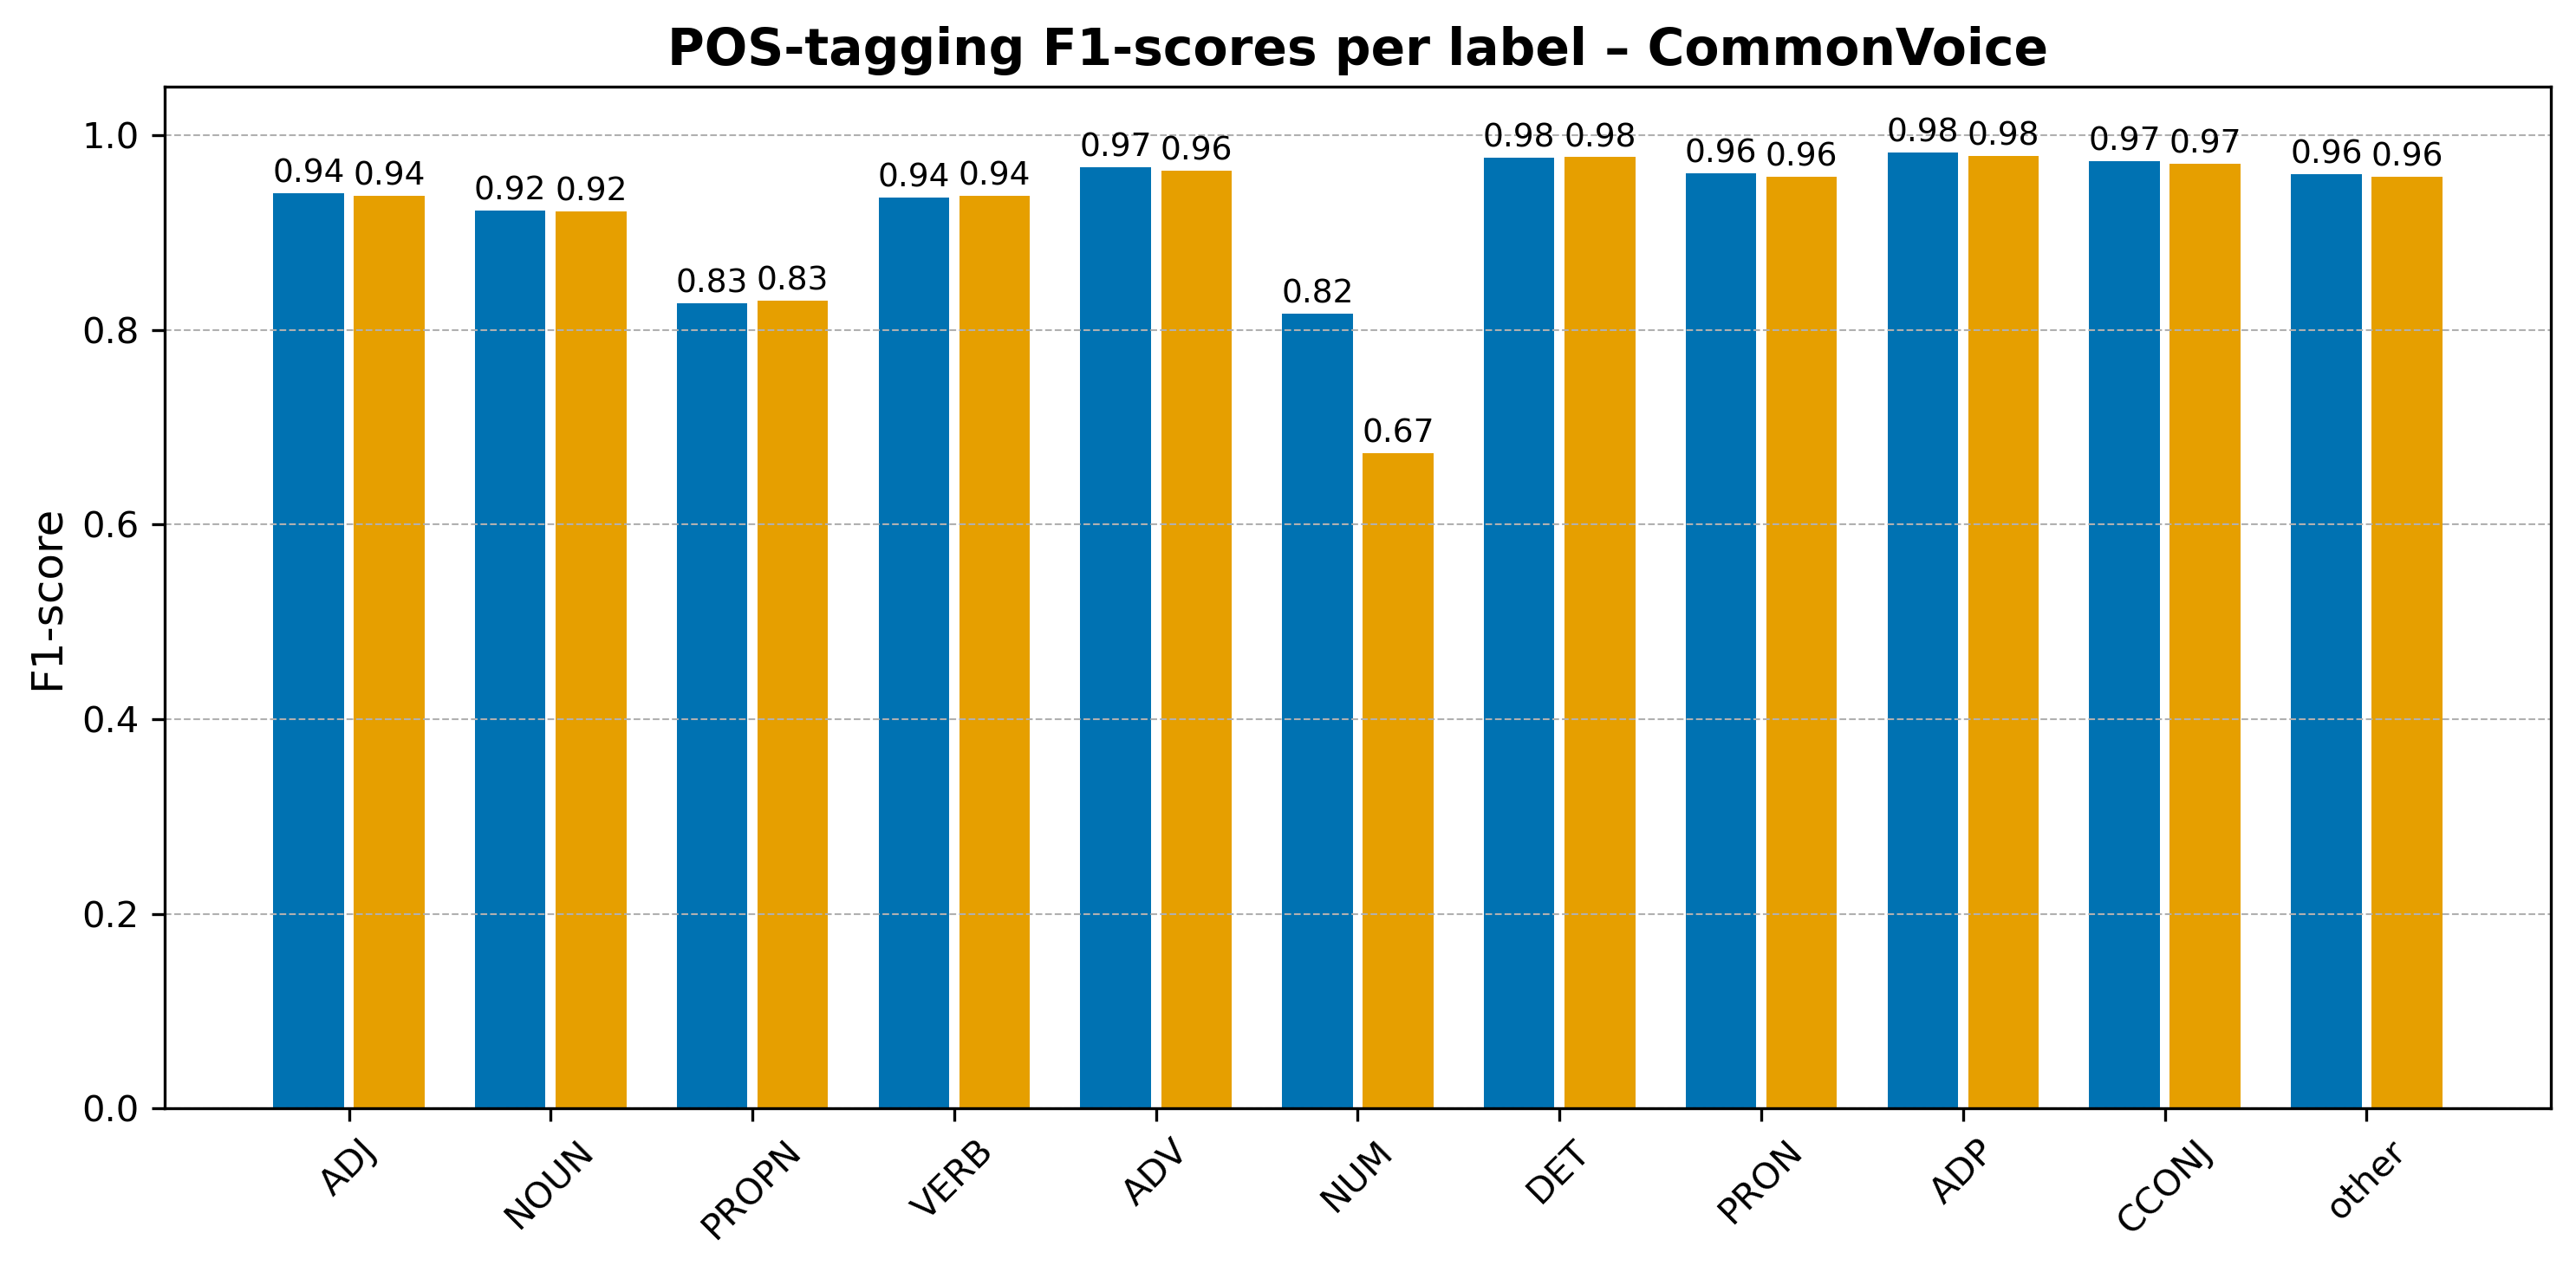 POS-tagging F1-scores per label – CommonVoice
F1-score
1.0
0.8
0.6
0.4
0.2
0.0
0.94 0.94
0.92 0.92
0.83 0.83
0.94 0.94
0.97 0.96
0.82
0.67
0.98 0.98
0.96 0.96
0.98 0.98
0.97 0.97
0.96 0.96
ADJ
NOUN
PROPN
VERB
ADV
NUM
DET
PRON
ADP
CCONJ
other